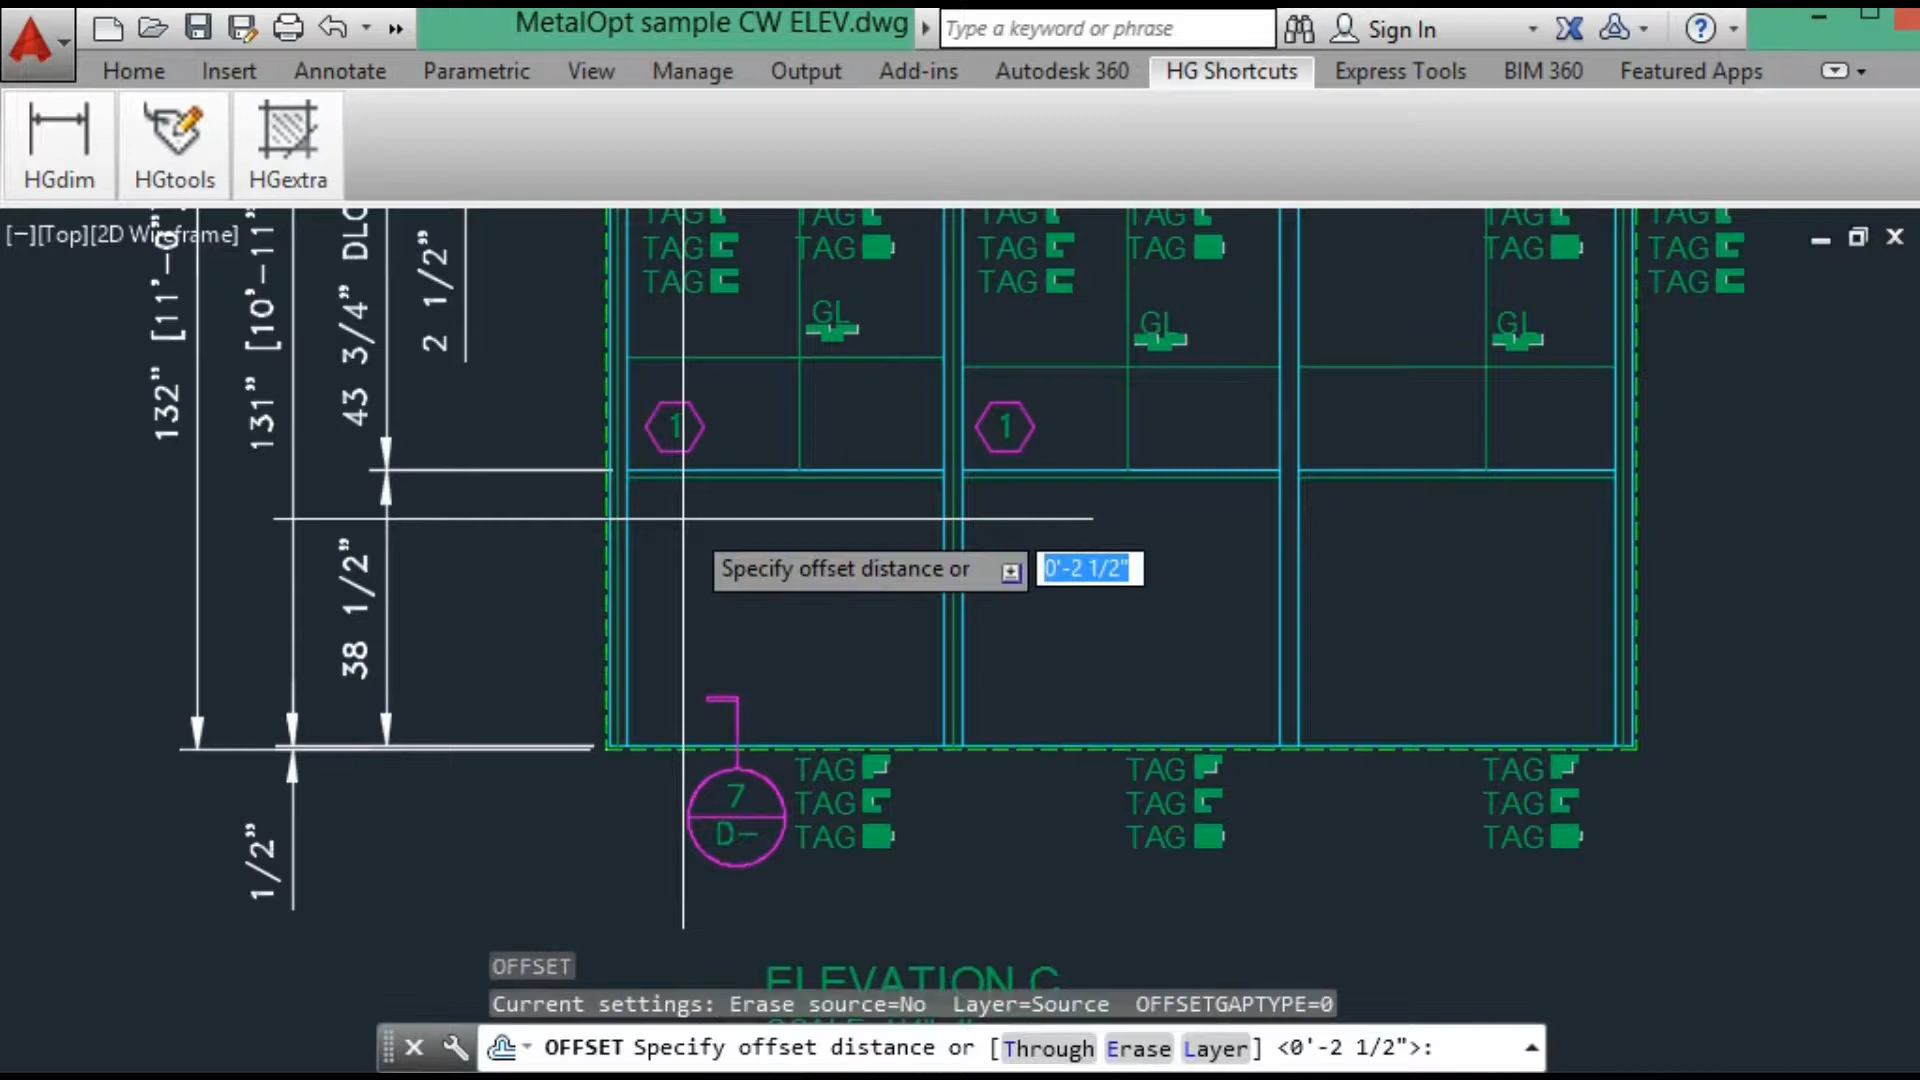 MetalOpt sample CW ELEV.dwg
Type a keyword or phrase
Sign In
Home Insert Annotate Parametric View Manage Output Add-ins Autodesk 360 HG Shortcuts Express Tools BIM 360 Featured Apps
HGdim HGtools HGextra
[−][Top][2D Wireframe]
132" [11'-0"]
131" [10'-11"
43 3/4" DLO
2 1/2"
38 1/2"
1/2"
TAG TAG TAG TAG TAG TAG
TAG TAG TAG TAG TAG TAG
TAG TAG TAG
GL GL GL
1 1
Specify offset distance or 0'-2 1/2"
7
D−
TAG TAG TAG
TAG TAG TAG
TAG TAG TAG
ELEVATION C
OFFSET
Current settings: Erase source=No Layer=Source OFFSETGAPTYPE=0
OFFSET Specify offset distance or [Through Erase Layer] <0'-2 1/2">: